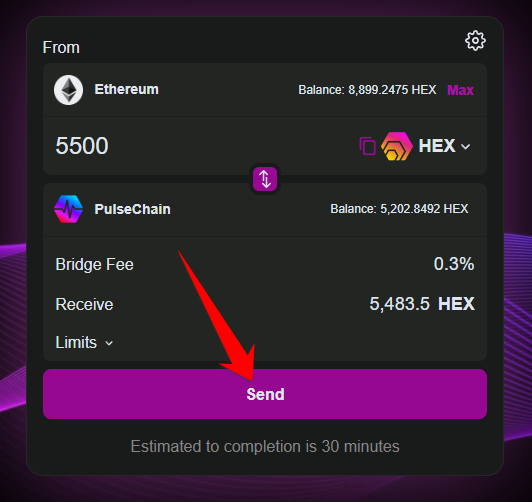 From
Ethereum Balance: 8,899.2475 HEX Max
5500 HEX
PulseChain Balance: 5,202.8492 HEX
Bridge Fee 0.3%
Receive 5,483.5 HEX
Limits
Send
Estimated to completion is 30 minutes